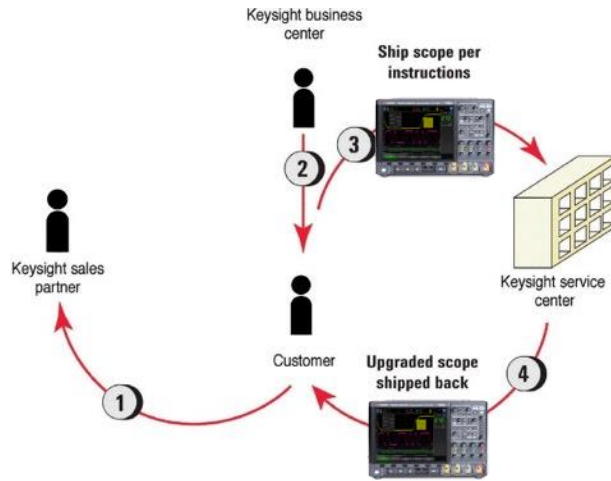 Keysight business
center
Ship scope per
instructions
3
2
Keysight sales
partner
Keysight service
center
Customer
Upgraded scope
shipped back
4
1